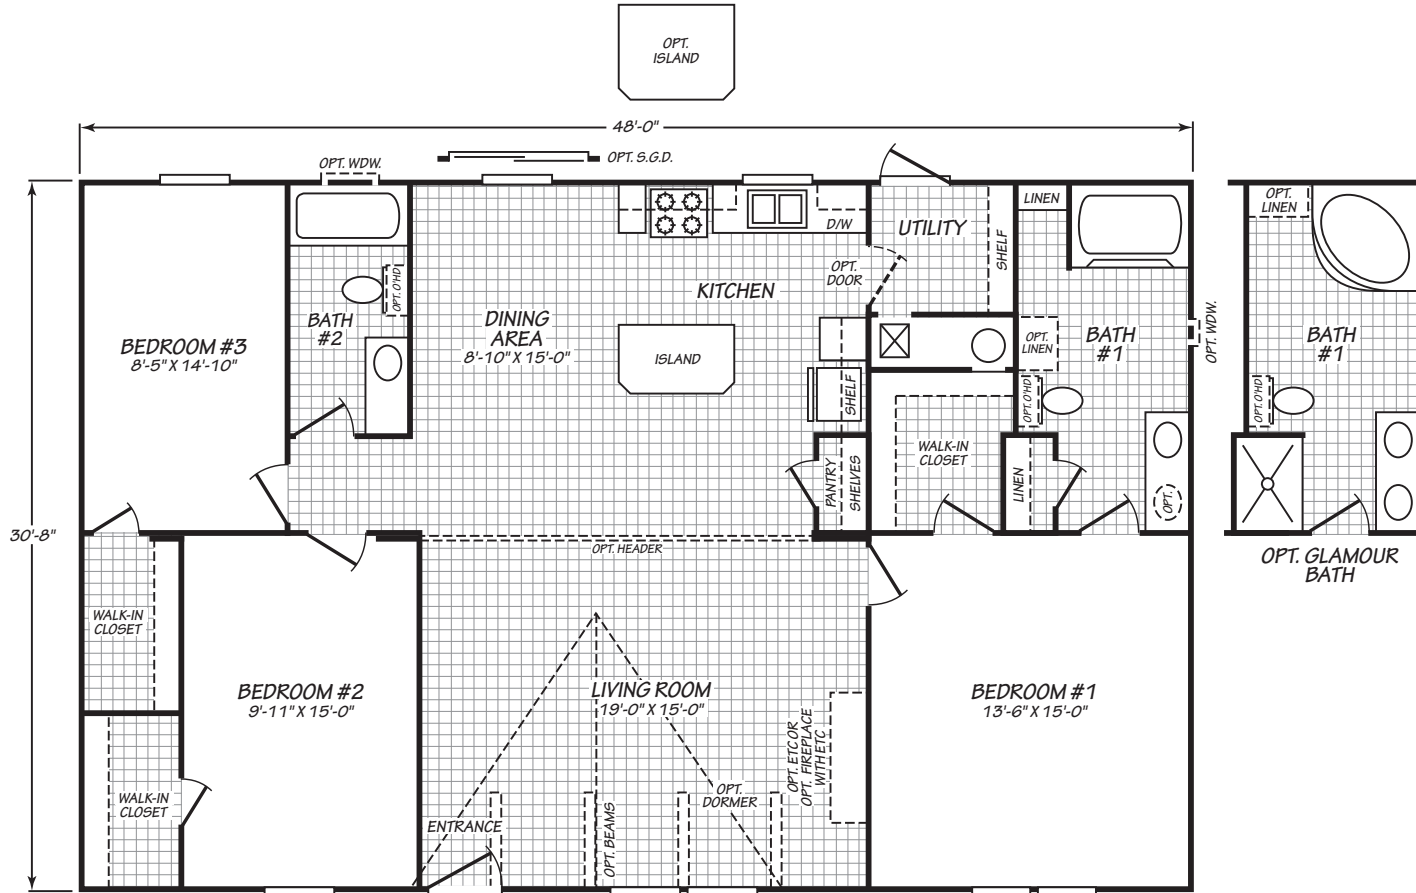 OPT.
ISLAND
48'-0"
OPT. WDW.
OPT. S.G.D.
LINEN
OPT.
LINEN
D/W
UTILITY
SHELF
OPT. O'HD
OPT.
DOOR
KITCHEN
BATH
#2
DINING
AREA
8'-10" X 15'-0"
BEDROOM #3
8'-5" X 14'-10"
ISLAND
OPT.
LINEN
BATH
#1
OPT. WDW.
BATH
#1
SHELF
OPT. O'HD
OPT. O'HD
WALK-IN
CLOSET
PANTRY
SHELVES
LINEN
OPT.
30'-8"
OPT. HEADER
OPT. GLAMOUR
BATH
WALK-IN
CLOSET
BEDROOM #2
9'-11" X 15'-0"
LIVING ROOM
19'-0" X 15'-0"
BEDROOM #1
13'-6" X 15'-0"
OPT. ETC OR
OPT. FIREPLACE
WITH ETC
WALK-IN
CLOSET
OPT.
DORMER
ENTRANCE
OPT. BEAMS